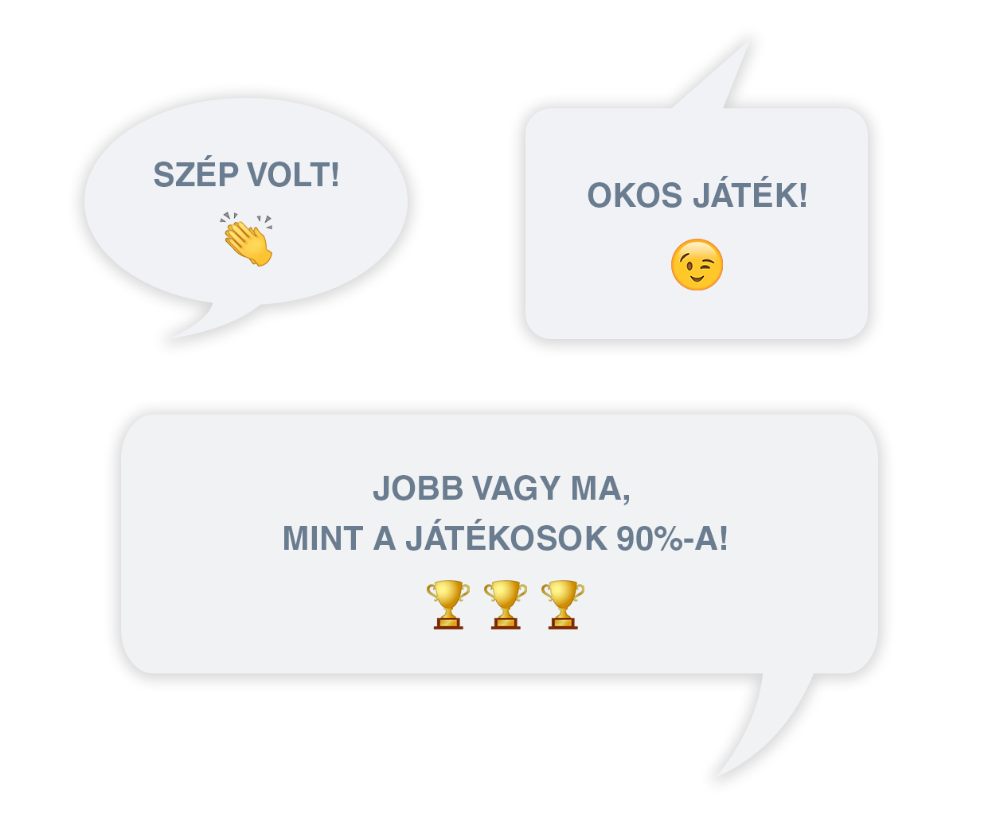 SZÉP VOLT!
OKOS JÁTÉK!
JOBB VAGY MA,
MINT A JÁTÉKOSOK 90%-A!